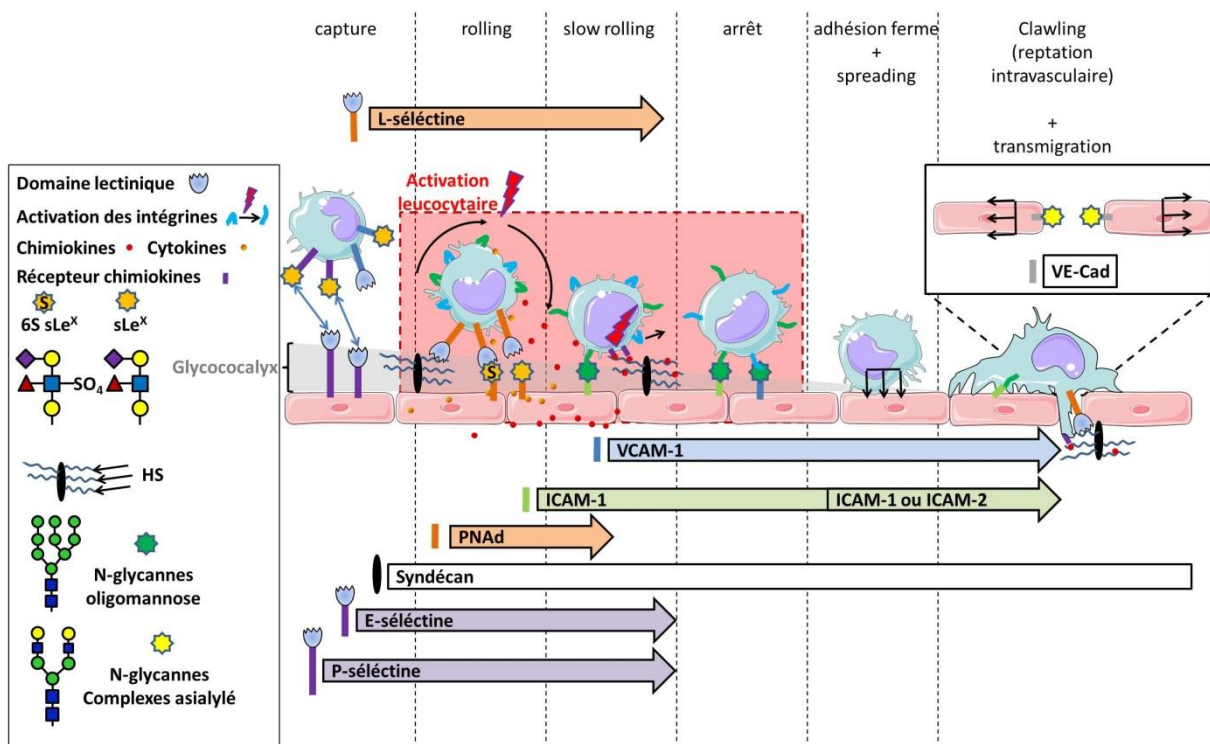 capture
rolling
slow rolling
arrêt
adhésion ferme
+
spreading
Clawling
(reptation
intravasculaire)
+
transmigration
L-séléctine
Domaine lectinique
Activation des intégrines
Chimiokines
Cytokines
Récepteur chimiokines
S
6S sLeˣ
sLeˣ
SO₄
HS
N-glycannes
oligomannose
N-glycannes
Complexes asialylé
Activation
leucocytaire
VE-Cad
Glycococalyx
S
VCAM-1
ICAM-1
ICAM-1 ou ICAM-2
PNAd
Syndécan
E-séléctine
P-séléctine